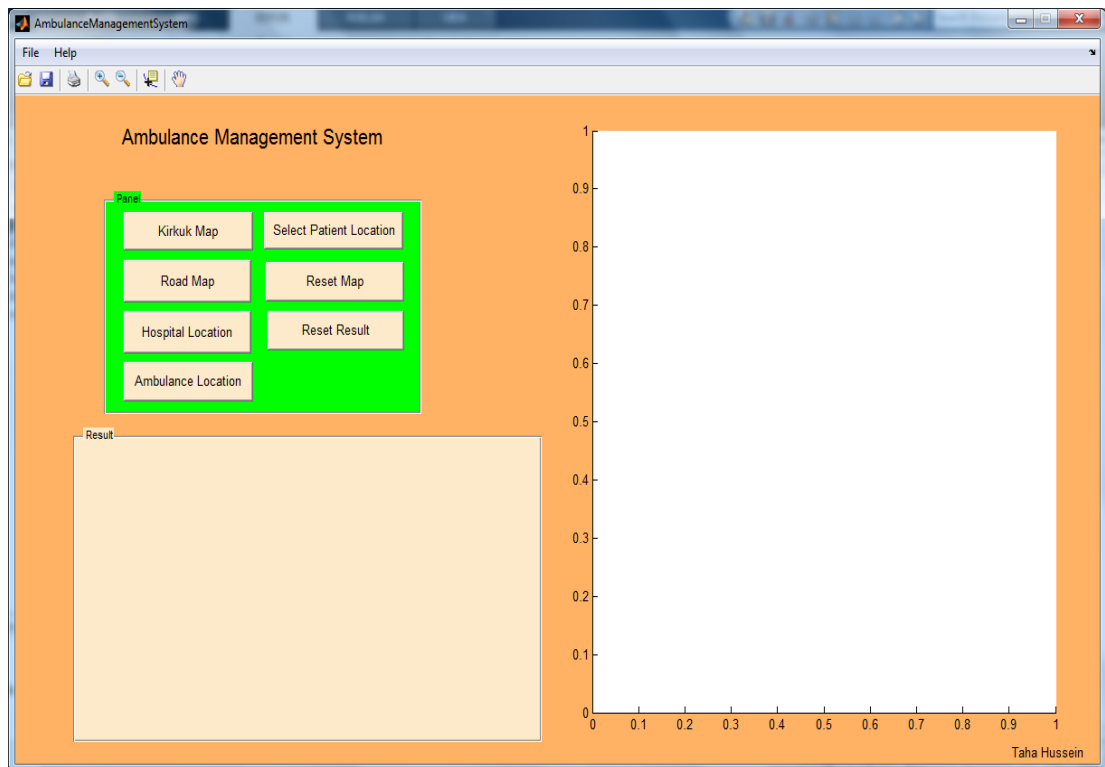 AmbulanceManagementSystem
File Help
Ambulance Management System
Panel
Kirkuk Map Select Patient Location
Road Map Reset Map
Hospital Location Reset Result
Ambulance Location
Result
1
0.9
0.8
0.7
0.6
0.5
0.4
0.3
0.2
0.1
0
0 0.1 0.2 0.3 0.4 0.5 0.6 0.7 0.8 0.9 1
Taha Hussein